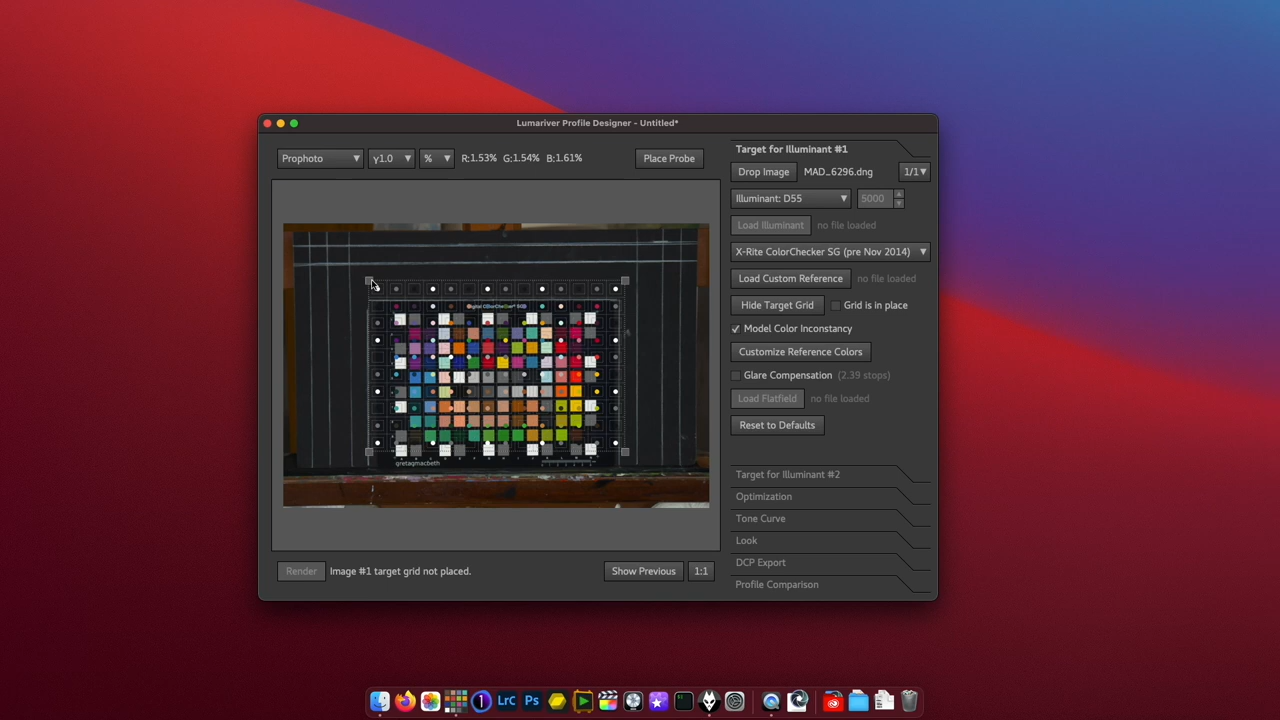 Lumariver Profile Designer - Untitled*
Prophoto γ1.0 % R:1.53% G:1.54% B:1.61% Place Probe
Target for Illuminant #1
Drop Image MAD_6296.dng 1/1
Illuminant: D55 5000
Load Illuminant no file loaded
X-Rite ColorChecker SG (pre Nov 2014)
Load Custom Reference no file loaded
Hide Target Grid Grid is in place
Model Color Inconstancy
Customize Reference Colors
Glare Compensation (2.39 stops)
Load Flatfield no file loaded
Reset to Defaults
gretagmacbeth
Target for Illuminant #2
Optimization
Tone Curve
Look
DCP Export
Profile Comparison
Render Image #1 target grid not placed. Show Previous 1:1
1 LrC Ps